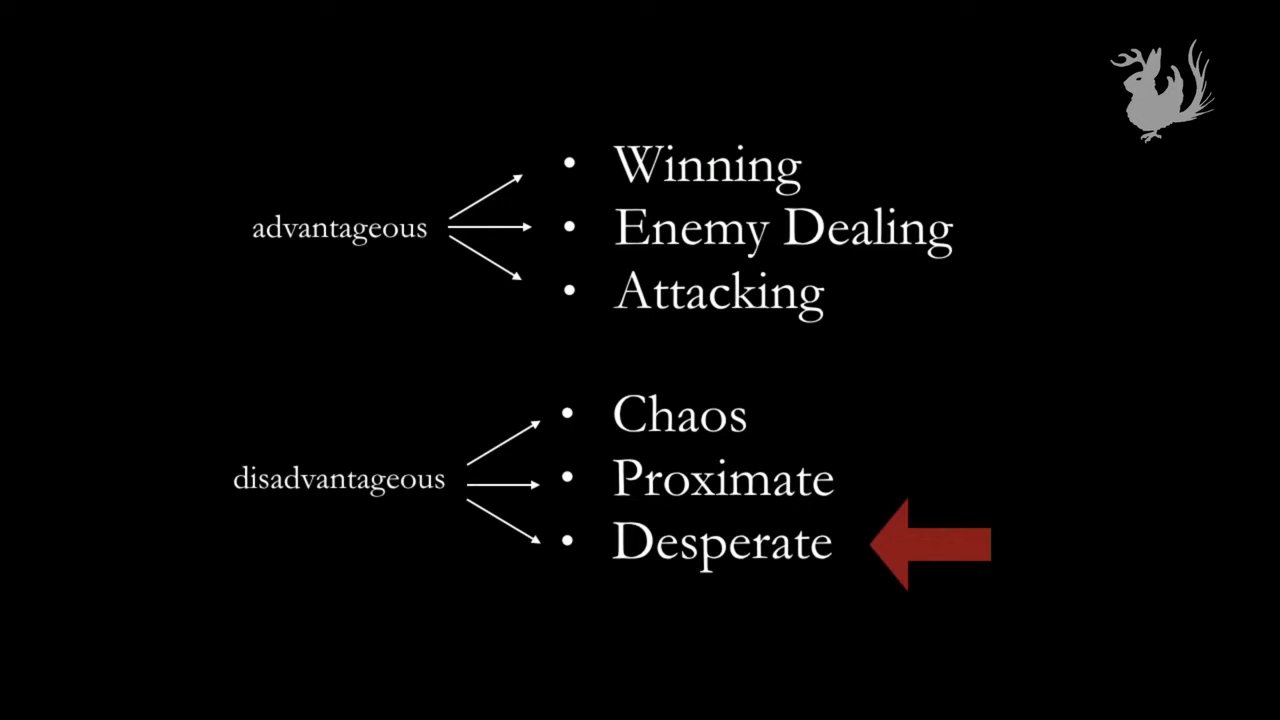 advantageous
• Winning
• Enemy Dealing
• Attacking
disadvantageous
• Chaos
• Proximate
• Desperate